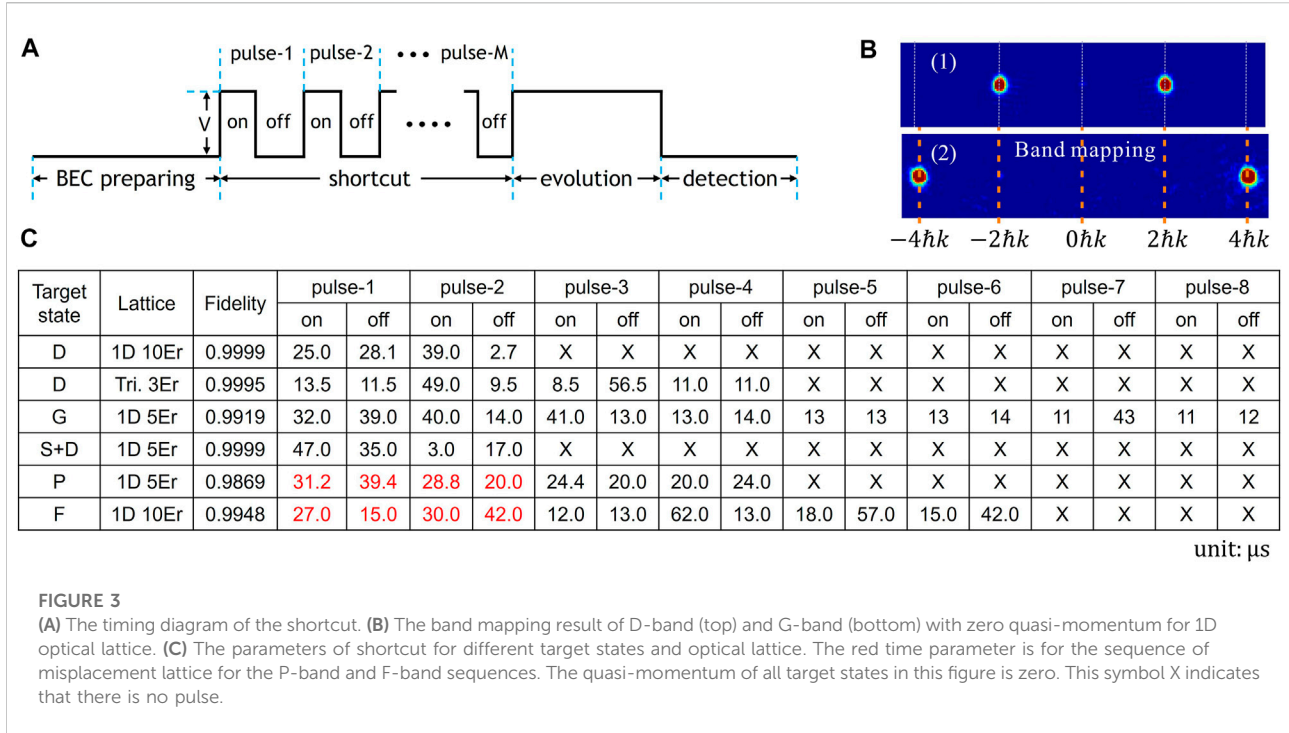 A
pulse-1 pulse-2 •••• pulse-M
V on off on off •••• off
BEC preparing shortcut evolution detection
B
(1)
(2) Band mapping
−4ℏk −2ℏk 0ℏk 2ℏk 4ℏk
C
Target state Lattice Fidelity pulse-1 pulse-2 pulse-3 pulse-4 pulse-5 pulse-6 pulse-7 pulse-8
on off on off on off on off on off on off on off on off
D 1D 10Er 0.9999 25.0 28.1 39.0 2.7 X X X X X X X X X X X X
D Tri. 3Er 0.9995 13.5 11.5 49.0 9.5 8.5 56.5 11.0 11.0 X X X X X X X X
G 1D 5Er 0.9919 32.0 39.0 40.0 14.0 41.0 13.0 13.0 14.0 13 13 13 14 11 43 11 12
S+D 1D 5Er 0.9999 47.0 35.0 3.0 17.0 X X X X X X X X X X X X
P 1D 5Er 0.9869 31.2 39.4 28.8 20.0 24.4 20.0 20.0 24.0 X X X X X X X X
F 1D 10Er 0.9948 27.0 15.0 30.0 42.0 12.0 13.0 62.0 13.0 18.0 57.0 15.0 42.0 X X X X
unit: μs
FIGURE 3
(A) The timing diagram of the shortcut. (B) The band mapping result of D-band (top) and G-band (bottom) with zero quasi-momentum for 1D
optical lattice. (C) The parameters of shortcut for different target states and optical lattice. The red time parameter is for the sequence of
misplacement lattice for the P-band and F-band sequences. The quasi-momentum of all target states in this figure is zero. This symbol X indicates
that there is no pulse.